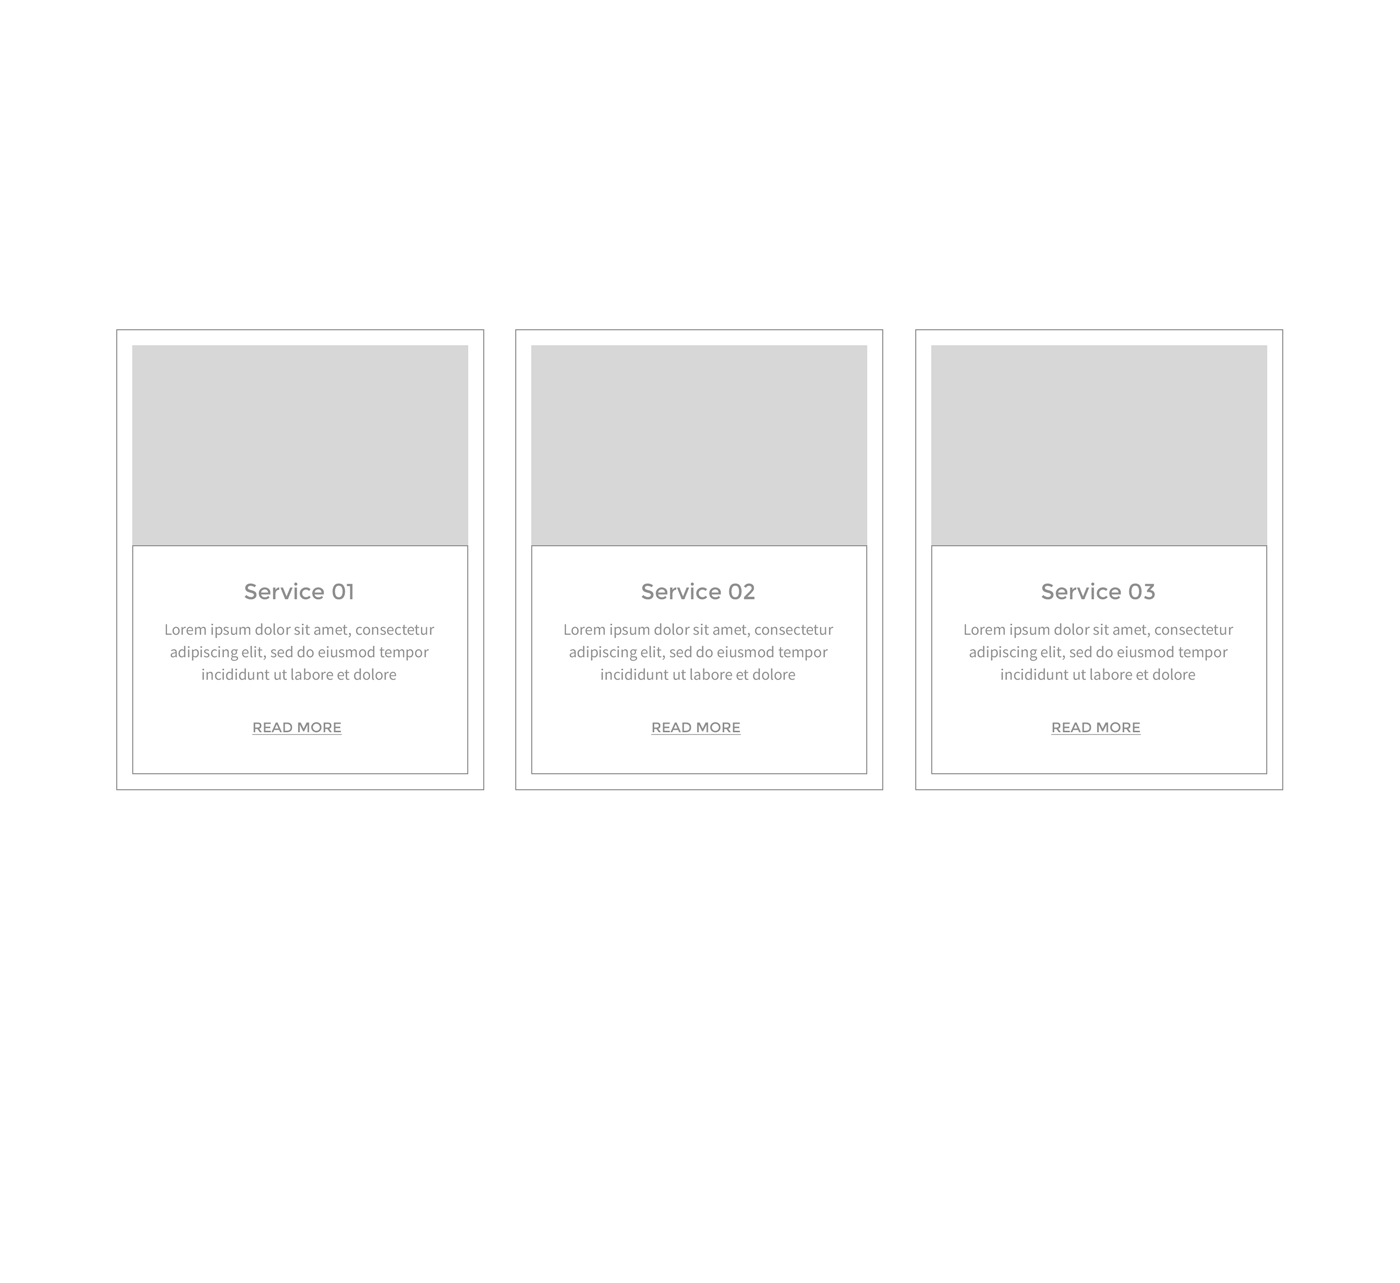 Service 01
Lorem ipsum dolor sit amet, consectetur
adipiscing elit, sed do eiusmod tempor
incididunt ut labore et dolore
READ MORE
Service 02
Lorem ipsum dolor sit amet, consectetur
adipiscing elit, sed do eiusmod tempor
incididunt ut labore et dolore
READ MORE
Service 03
Lorem ipsum dolor sit amet, consectetur
adipiscing elit, sed do eiusmod tempor
incididunt ut labore et dolore
READ MORE